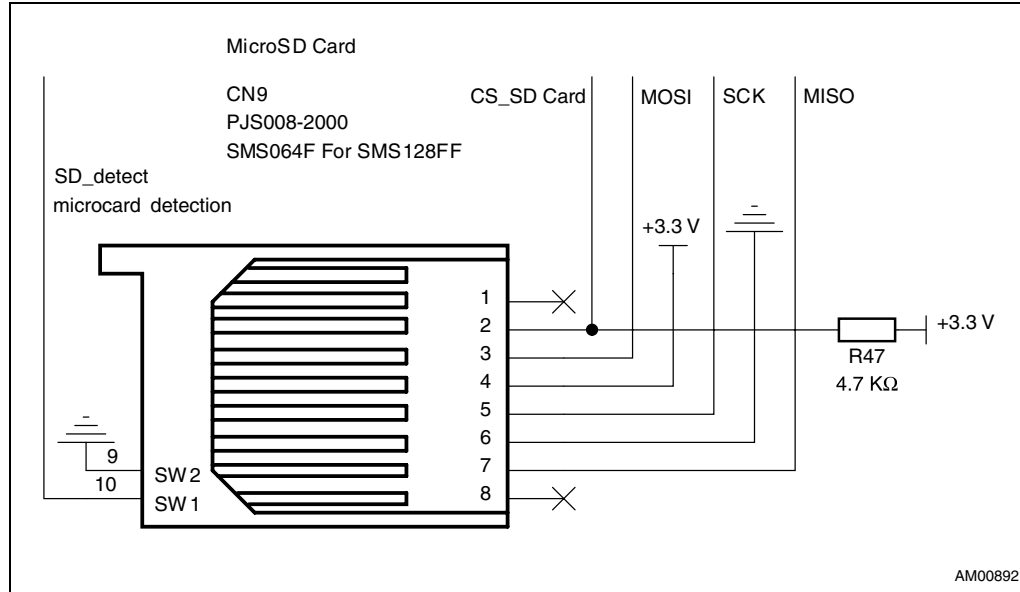 MicroSD Card
CN9
PJS008-2000
SMS064F For SMS128FF
CS_SD Card
MOSI
SCK
MISO
SD_detect
microcard detection
+3.3 V
1
2
3
4
5
6
7
8
+3.3 V
R47
4.7 KΩ
9
10
SW2
SW1
AM00892